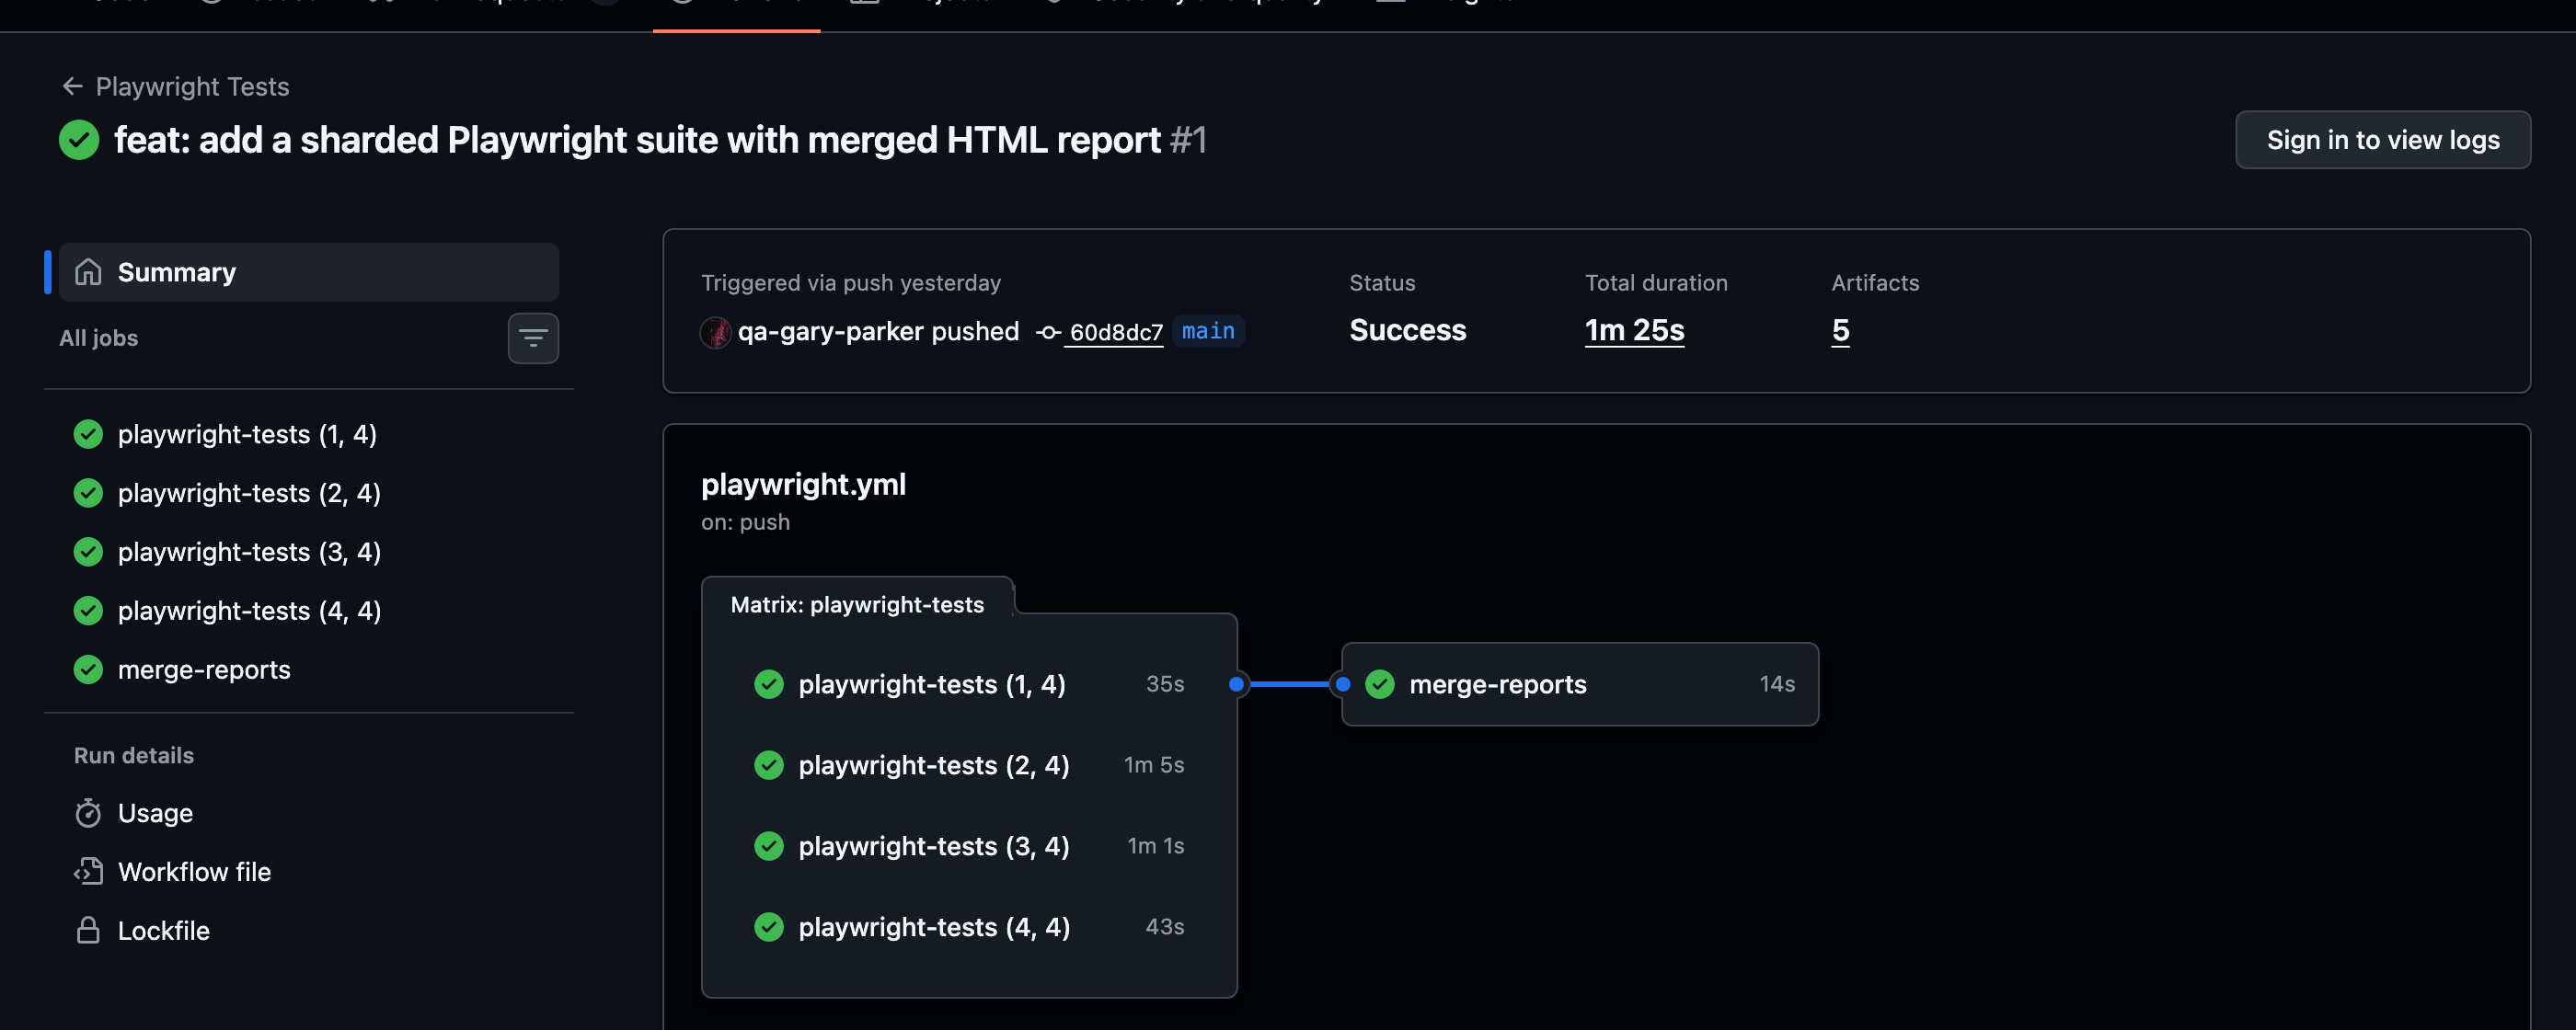 Playwright Tests
feat: add a sharded Playwright suite with merged HTML report #1
Sign in to view logs
Summary
All jobs
playwright-tests (1, 4)
playwright-tests (2, 4)
playwright-tests (3, 4)
playwright-tests (4, 4)
merge-reports
Run details
Usage
Workflow file
Lockfile
Triggered via push yesterday
qa-gary-parker pushed 60d8dc7 main
Status
Success
Total duration
1m 25s
Artifacts
5
playwright.yml
on: push
Matrix: playwright-tests
playwright-tests (1, 4) 35s
playwright-tests (2, 4) 1m 5s
playwright-tests (3, 4) 1m 1s
playwright-tests (4, 4) 43s
merge-reports 14s